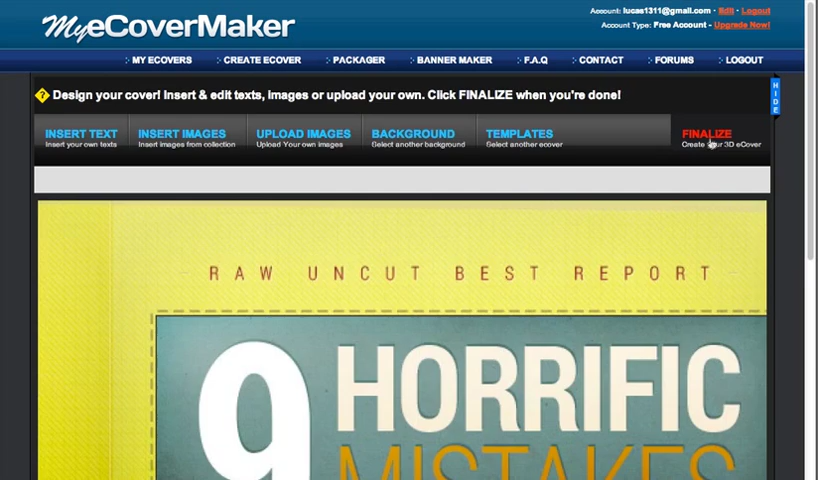 MyeCoverMaker
Account: lucas1311@gmail.com · Edit · Logout
Account Type: Free Account - Upgrade Now!
MY ECOVERS CREATE ECOVER PACKAGER BANNER MAKER F.A.Q CONTACT FORUMS LOGOUT
? Design your cover! Insert & edit texts, images or upload your own. Click FINALIZE when you're done!
HIDE
INSERT TEXT INSERT IMAGES UPLOAD IMAGES BACKGROUND TEMPLATES FINALIZE
Insert your own texts Insert images from collection Upload Your own images Select another background Select another ecover Create Your 3D eCover
RAW UNCUT BEST REPORT
9 HORRIFIC
MISTAKES